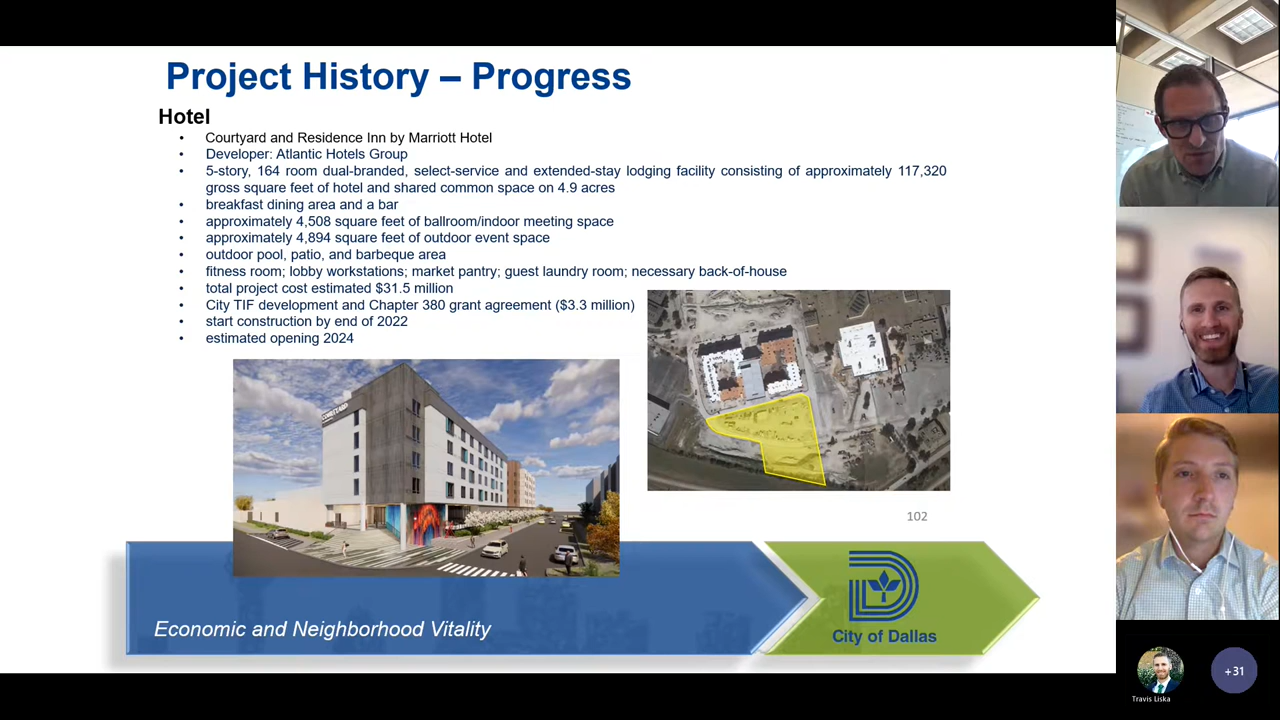 Project History – Progress
Hotel
• Courtyard and Residence Inn by Marriott Hotel
• Developer: Atlantic Hotels Group
• 5-story, 164 room dual-branded, select-service and extended-stay lodging facility consisting of approximately 117,320
gross square feet of hotel and shared common space on 4.9 acres
• breakfast dining area and a bar
• approximately 4,508 square feet of ballroom/indoor meeting space
• approximately 4,894 square feet of outdoor event space
• outdoor pool, patio, and barbeque area
• fitness room; lobby workstations; market pantry; guest laundry room; necessary back-of-house
• total project cost estimated $31.5 million
• City TIF development and Chapter 380 grant agreement ($3.3 million)
• start construction by end of 2022
• estimated opening 2024
COURTYARD
102
Economic and Neighborhood Vitality
City of Dallas
Travis Liska
+31